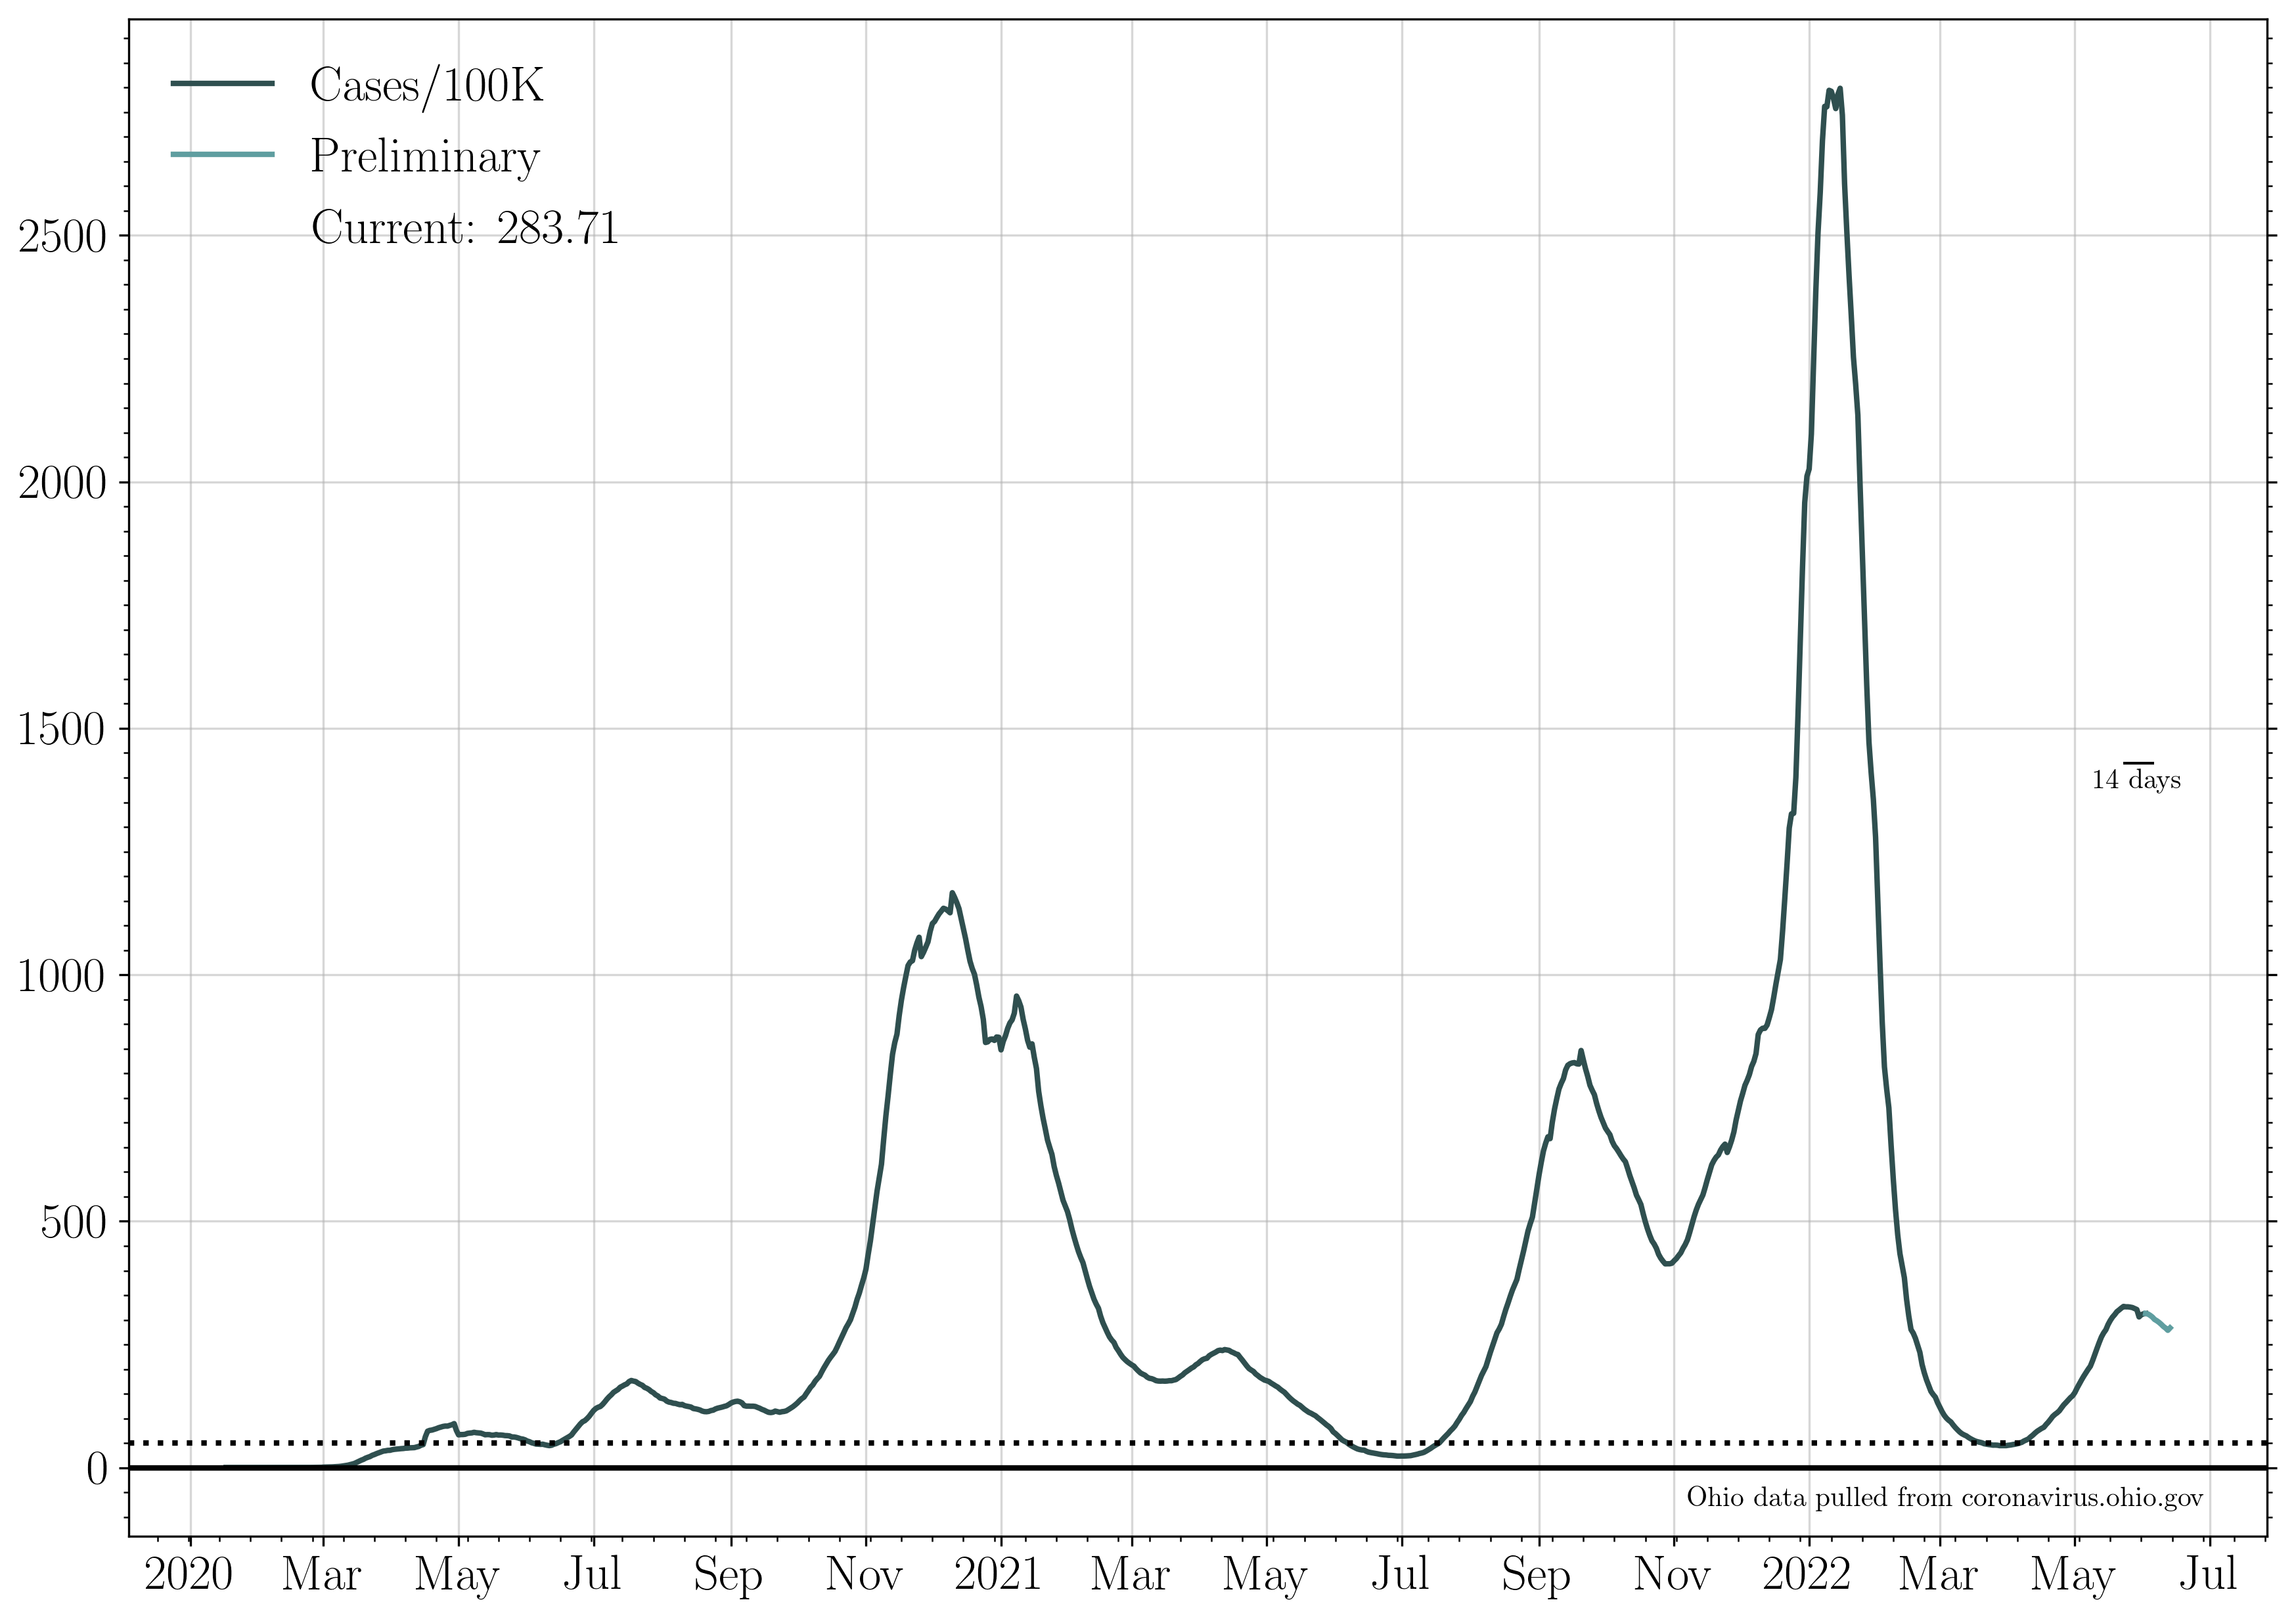 Cases/100K
Preliminary
Current: 283.71
2500
2000
1500
14 days
1000
500
0
Ohio data pulled from coronavirus.ohio.gov
2020 Mar May Jul Sep Nov 2021 Mar May Jul Sep Nov 2022 Mar May Jul